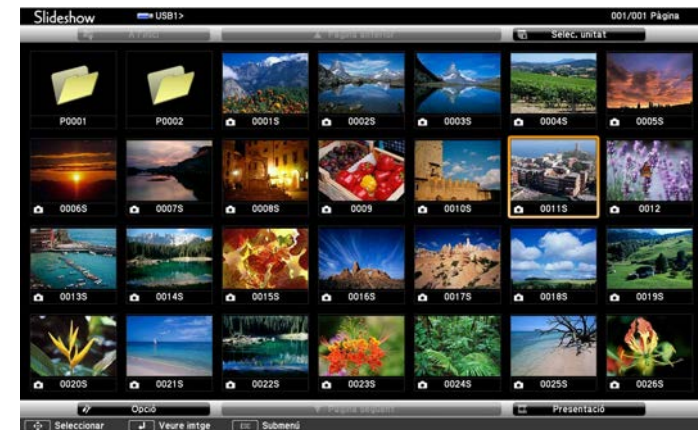 Slideshow USB1> 001/001 Pàgina
A l'inici Pàgina anterior Selec. unitat
P0001 P0002 0001S 0002S 0003S 0004S 0005S
0006S 0007S 0008S 0009 0010S 0011S 0012
0013S 0014S 0015S 0016S 0017S 0018S 0019S
0020S 0021S 0022S 0023S 0024S 0025S 0026S
Opció Pàgina següent Presentació
Seleccionar Veure imtge Esc Submenú